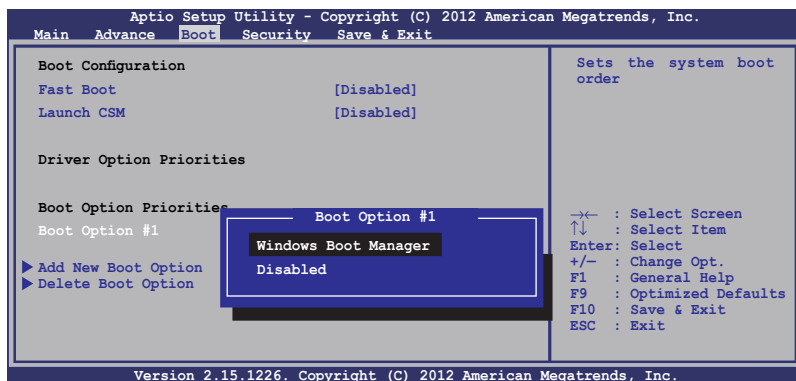 Aptio Setup Utility - Copyright (C) 2012 American Megatrends, Inc.
Main Advance Boot Security Save & Exit
Boot Configuration
Fast Boot [Disabled]
Launch CSM [Disabled]
Driver Option Priorities
Boot Option Priorities
Boot Option #1
Add New Boot Option
Delete Boot Option
Boot Option #1
Windows Boot Manager
Disabled
Sets the system boot
order
→← : Select Screen
↑↓ : Select Item
Enter: Select
+/— : Change Opt.
F1 : General Help
F9 : Optimized Defaults
F10 : Save & Exit
ESC : Exit
Version 2.15.1226. Copyright (C) 2012 American Megatrends, Inc.